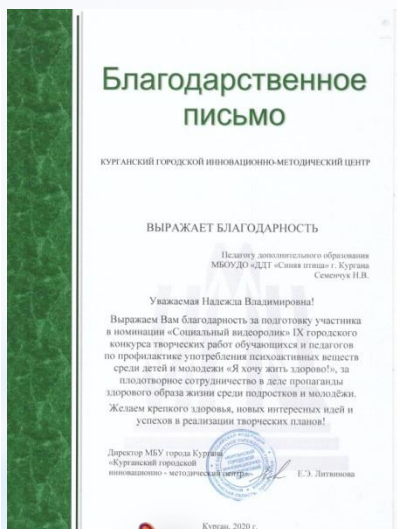 Благодарственное
письмо
КУРГАНСКИЙ ГОРОДСКОЙ ИННОВАЦИОННО-МЕТОДИЧЕСКИЙ ЦЕНТР
ВЫРАЖАЕТ БЛАГОДАРНОСТЬ
Педагогу дополнительного образования
МБОУДО «ДДТ «Синяя птица» г. Кургана
Семенчук Н.В.
Уважаемая Надежда Владимировна!
Выражаем Вам благодарность за подготовку участника
в номинации «Социальный видеоролик» IX городского
конкурса творческих работ обучающихся и педагогов
по профилактике употребления психоактивных веществ
среди детей и молодежи «Я хочу жить здорово!», за
плодотворное сотрудничество в деле пропаганды
здорового образа жизни среди подростков и молодёжи.
Желаем крепкого здоровья, новых интересных идей и
успехов в реализации творческих планов!
Директор МБУ города Кургана
«Курганский городской
инновационно - методический центр» Е.Э. Литвинова
Курган, 2020 г.